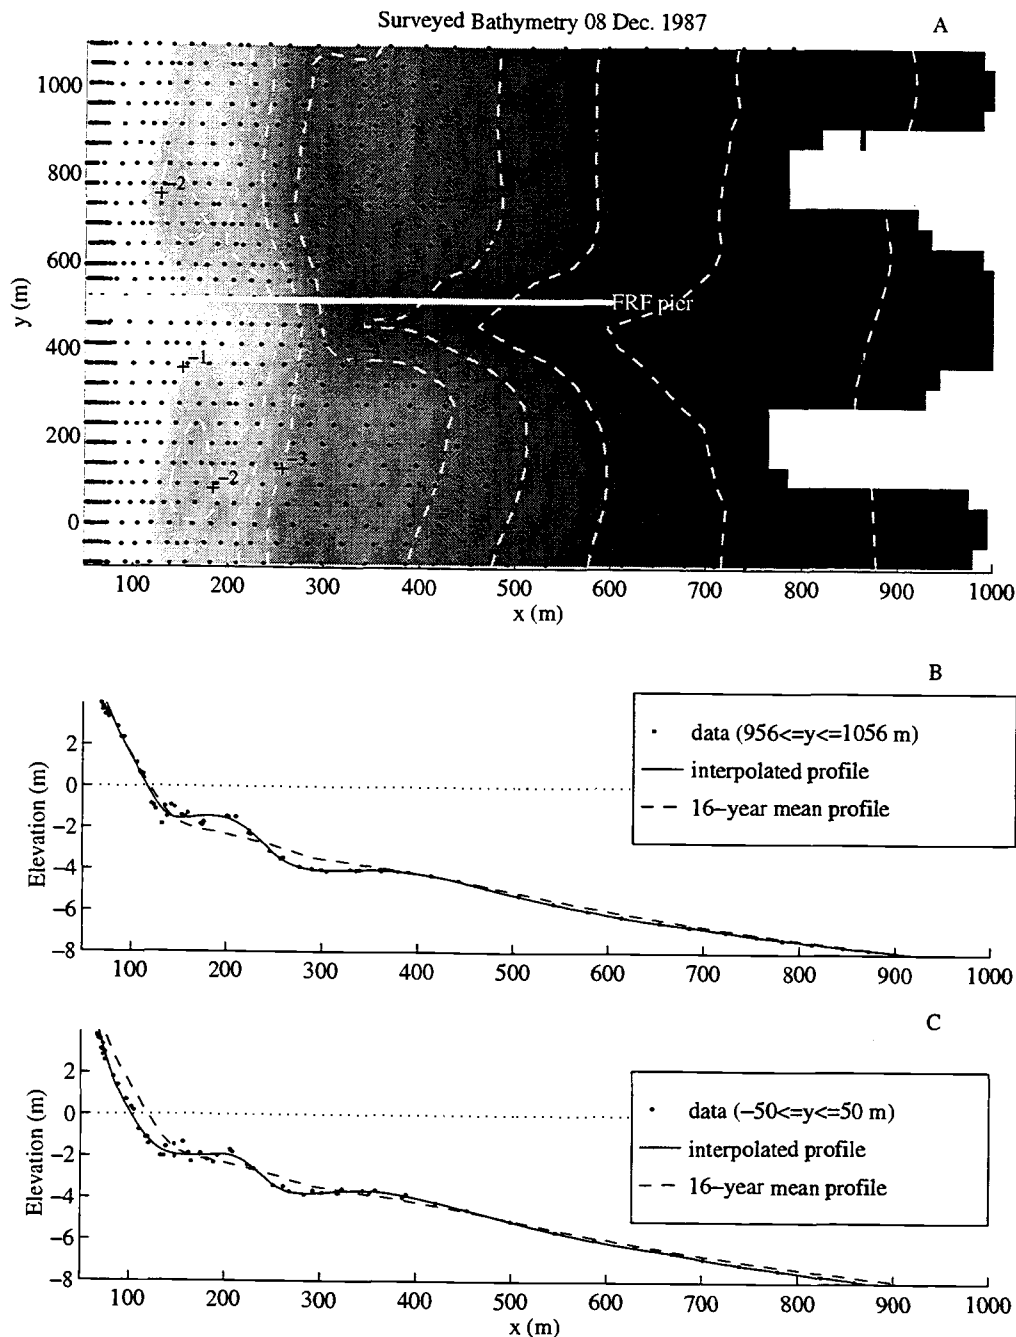 Surveyed Bathymetry 08 Dec. 1987
A
1000
800
600
400
200
0
y (m)
-2
-1
-3
-2
FRF pier
100 200 300 400 500 600 700 800 900 1000
x (m)
B
2
0
-2
-4
-6
-8
Elevation (m)
data (956<=y<=1056 m)
interpolated profile
16-year mean profile
100 200 300 400 500 600 700 800 900 1000
C
2
0
-2
-4
-6
-8
Elevation (m)
data (-50<=y<=50 m)
interpolated profile
16-year mean profile
100 200 300 400 500 600 700 800 900 1000
x (m)